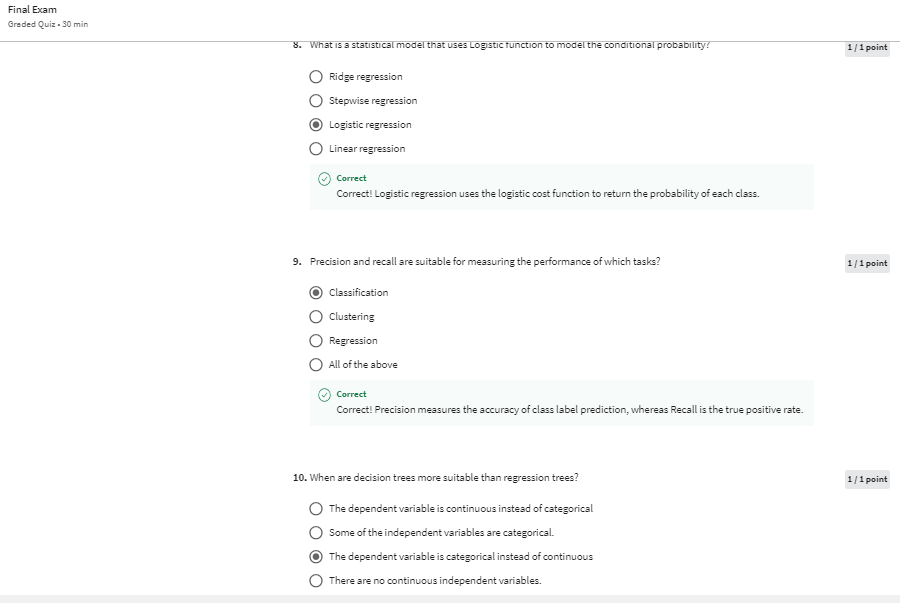 Final Exam
Graded Quiz • 30 min
8. What is a statistical model that uses Logistic function to model the conditional probability?
1 / 1 point
Ridge regression
Stepwise regression
Logistic regression
Linear regression
Correct
Correct! Logistic regression uses the logistic cost function to return the probability of each class.
9. Precision and recall are suitable for measuring the performance of which tasks?
1 / 1 point
Classification
Clustering
Regression
All of the above
Correct
Correct! Precision measures the accuracy of class label prediction, whereas Recall is the true positive rate.
10. When are decision trees more suitable than regression trees?
1 / 1 point
The dependent variable is continuous instead of categorical
Some of the independent variables are categorical.
The dependent variable is categorical instead of continuous
There are no continuous independent variables.